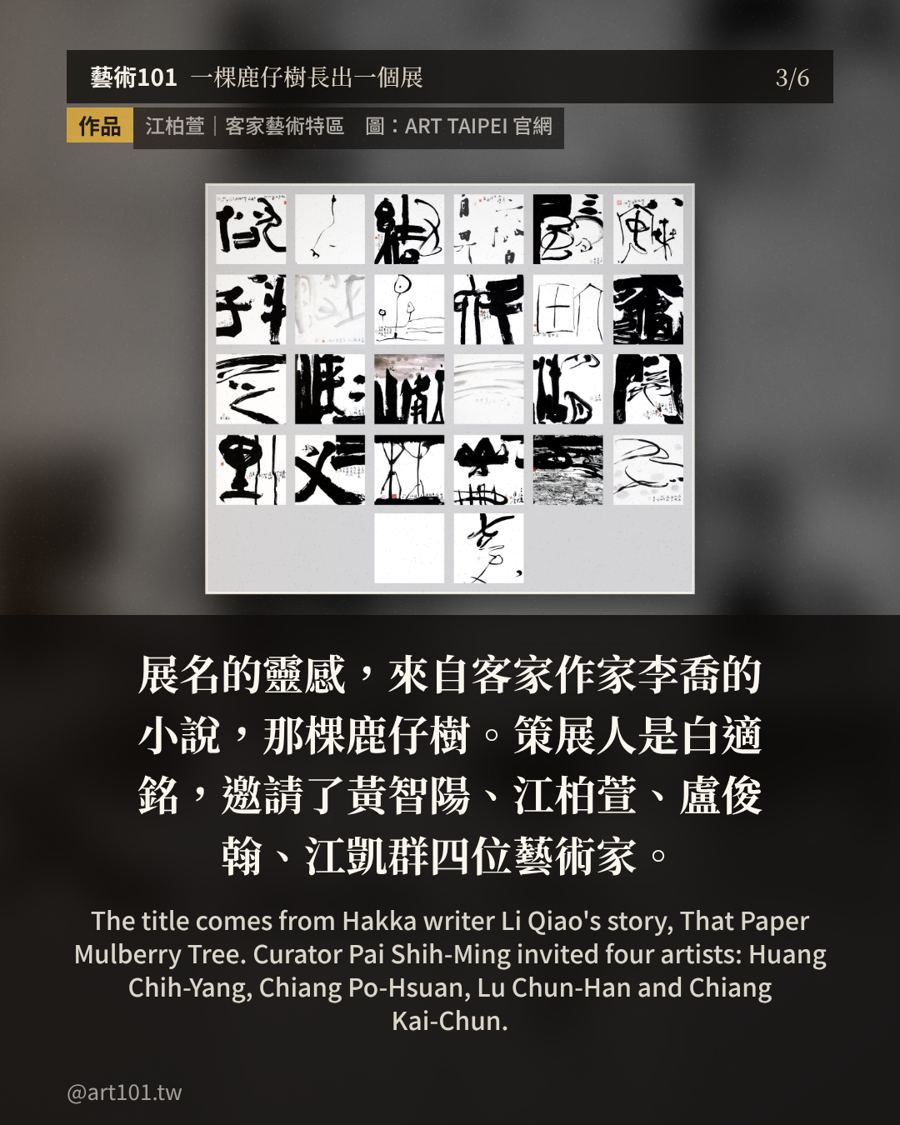 藝術101 一棵鹿仔樹長出一個展 3/6
作品 江柏萱｜客家藝術特區 圖：ART TAIPEI 官網
展名的靈感，來自客家作家李喬的
小說，那棵鹿仔樹。策展人是白適
銘，邀請了黃智陽、江柏萱、盧俊
翰、江凱群四位藝術家。
The title comes from Hakka writer Li Qiao's story, That Paper
Mulberry Tree. Curator Pai Shih-Ming invited four artists: Huang
Chih-Yang, Chiang Po-Hsuan, Lu Chun-Han and Chiang
Kai-Chun.
@art101.tw